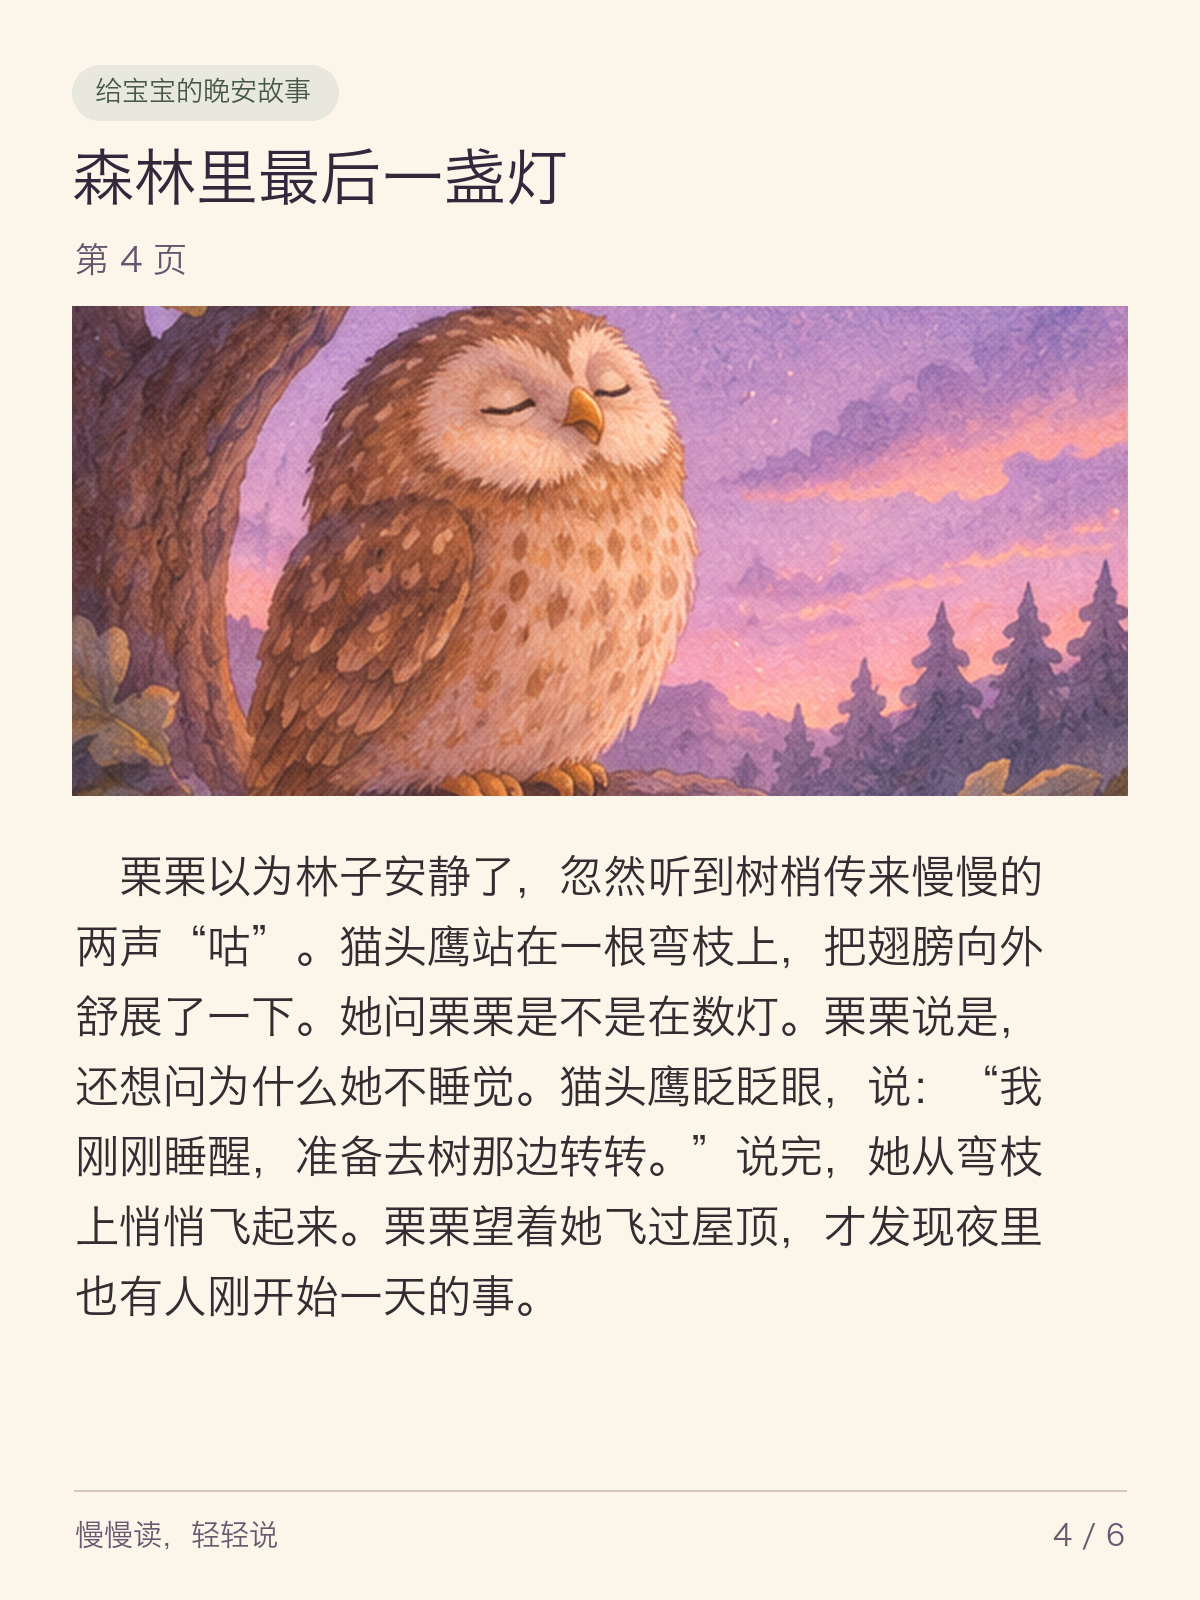 给宝宝的晚安故事
森林里最后一盏灯
第 4 页
栗栗以为林子安静了，忽然听到树梢传来慢慢的
两声“咕”。猫头鹰站在一根弯枝上，把翅膀向外
舒展了一下。她问栗栗是不是在数灯。栗栗说是，
还想问为什么她不睡觉。猫头鹰眨眨眼，说：“我
刚刚睡醒，准备去树那边转转。”说完，她从弯枝
上悄悄飞起来。栗栗望着她飞过屋顶，才发现夜里
也有人刚开始一天的事。
慢慢读，轻轻说
4 / 6